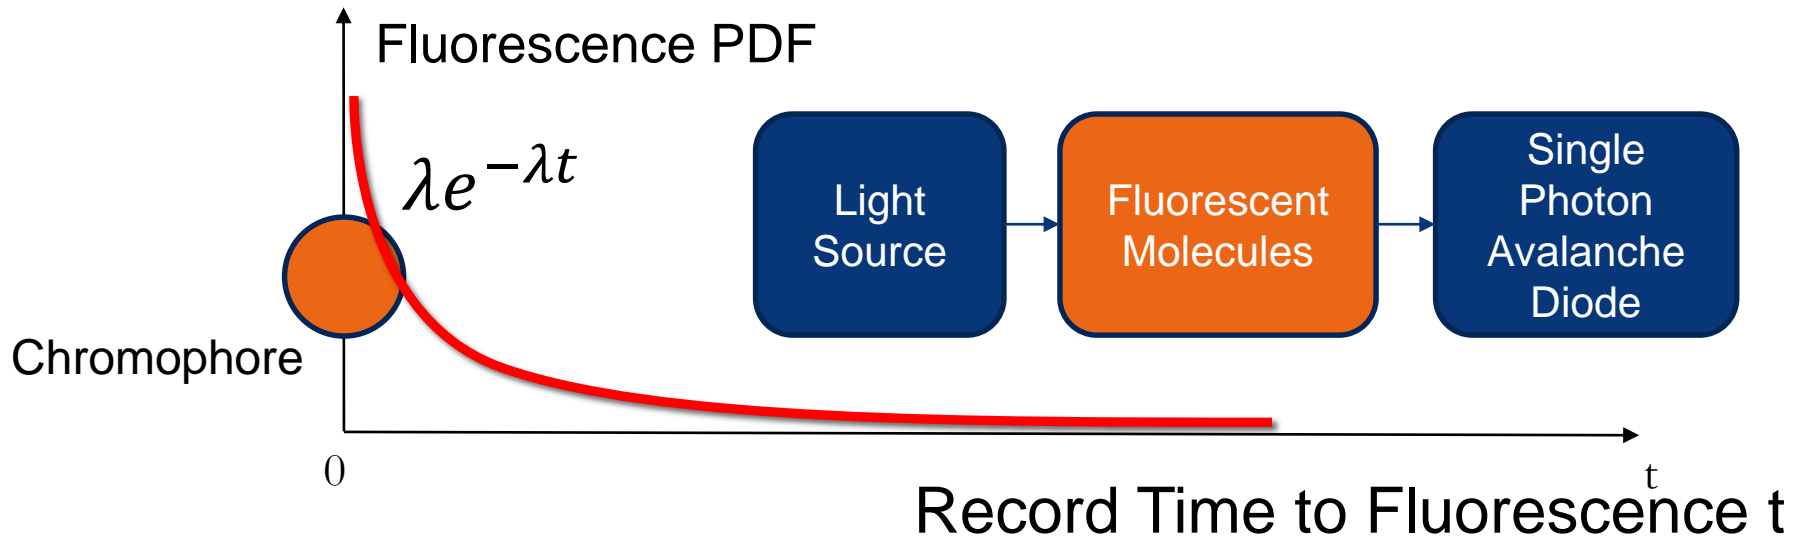 Fluorescence PDF
λe^{−λt}
Light
Source
Fluorescent
Molecules
Single
Photon
Avalanche
Diode
Chromophore
0
t
Record Time to Fluorescence t